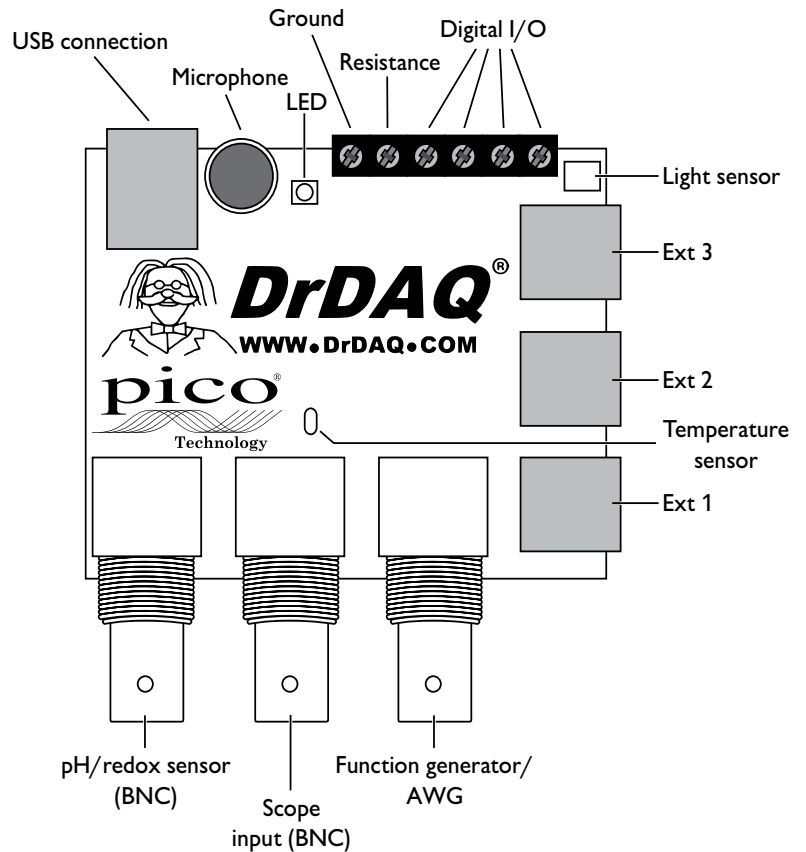 Ground
Digital I/O
USB connection
Resistance
Microphone
LED
Light sensor
Ext 3
DrDAQ®
WWW•DrDAQ•COM
pico®
Technology
Ext 2
Temperature
sensor
Ext 1
pH/redox sensor
(BNC)
Scope
input (BNC)
Function generator/
AWG